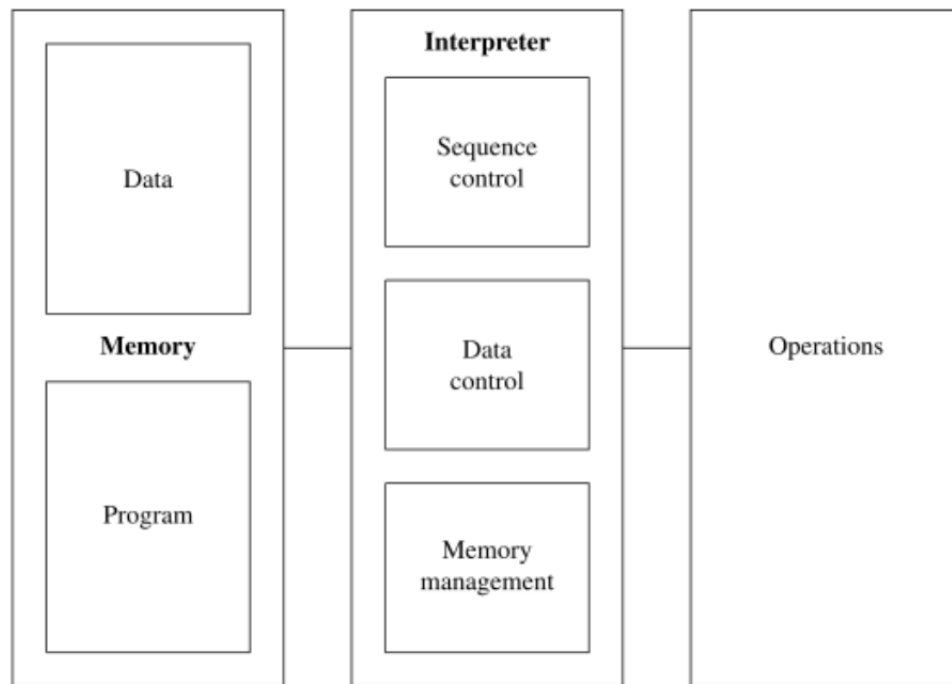 Data
Memory
Program
Interpreter
Sequence
control
Data
control
Memory
management
Operations